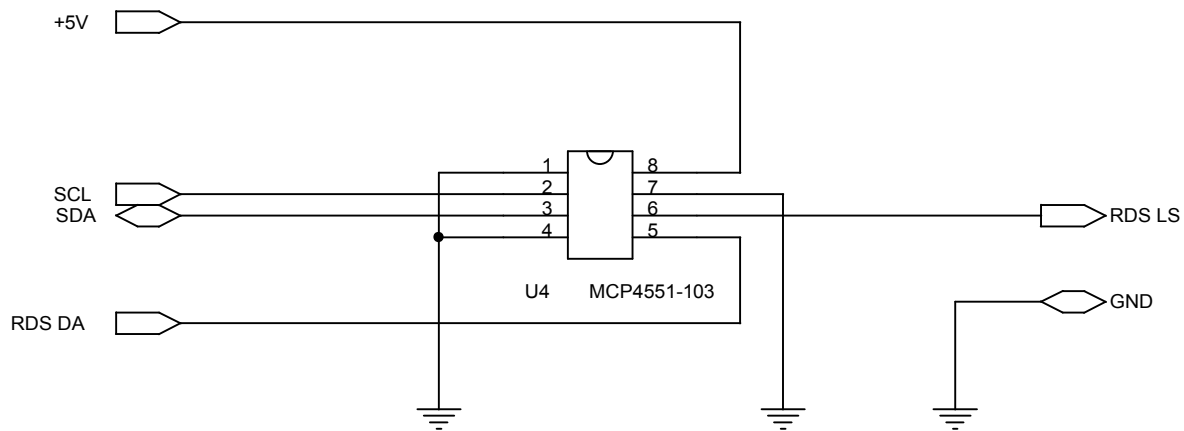 +5V
1 8
SCL 2 7
SDA 3 6 RDS LS
4 5
U4 MCP4551-103
GND
RDS DA